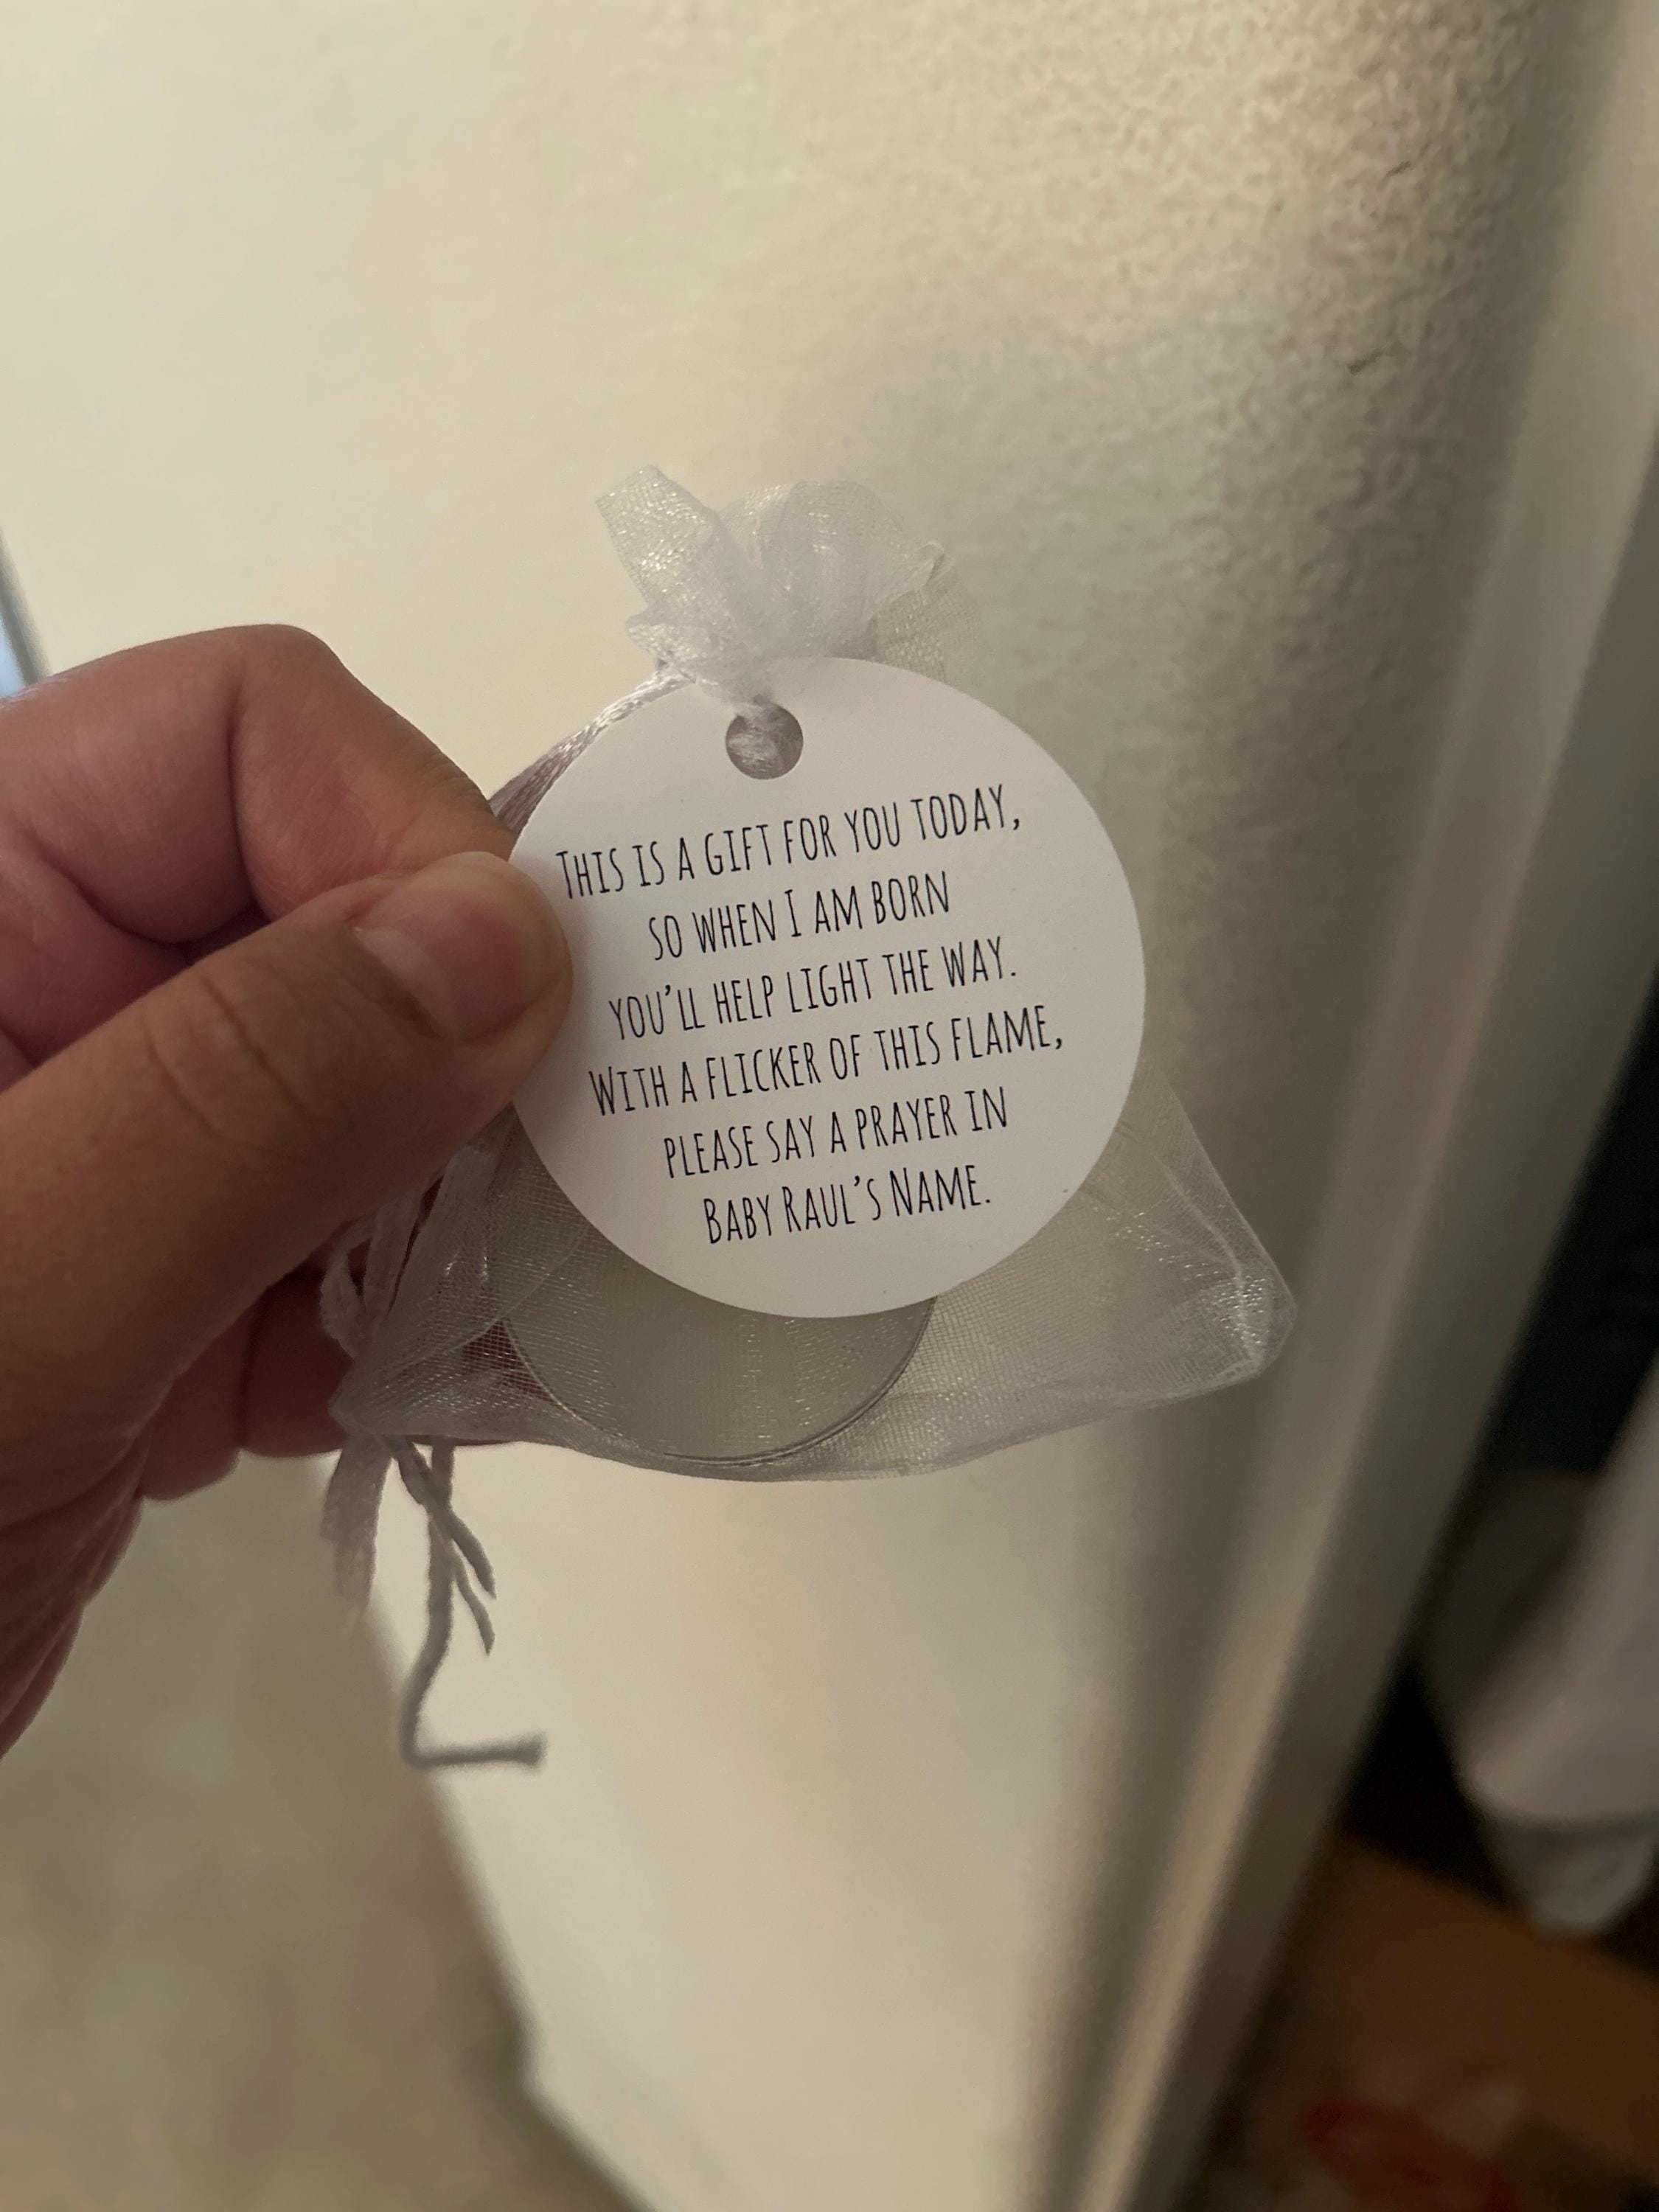 This is a gift for you today,
so when I am born
you'll help light the way.
With a flicker of this flame,
please say a prayer in
Baby Raul's Name.